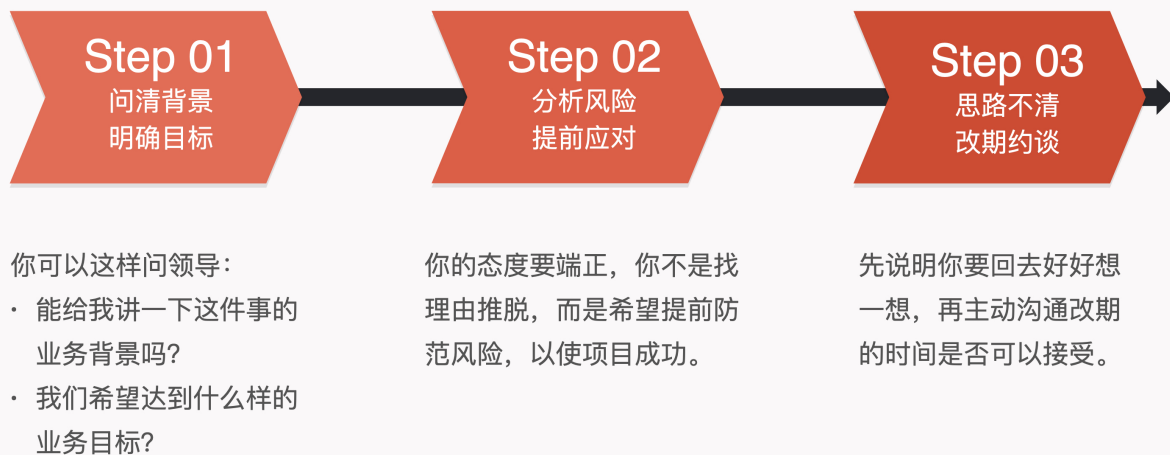 Step 01
问清背景
明确目标
Step 02
分析风险
提前应对
Step 03
思路不清
改期约谈
你可以这样问领导：
· 能给我讲一下这件事的
业务背景吗？
· 我们希望达到什么样的
业务目标？
你的态度要端正，你不是找
理由推脱，而是希望提前防
范风险，以使项目成功。
先说明你要回去好好想
一想，再主动沟通改期
的时间是否可以接受。